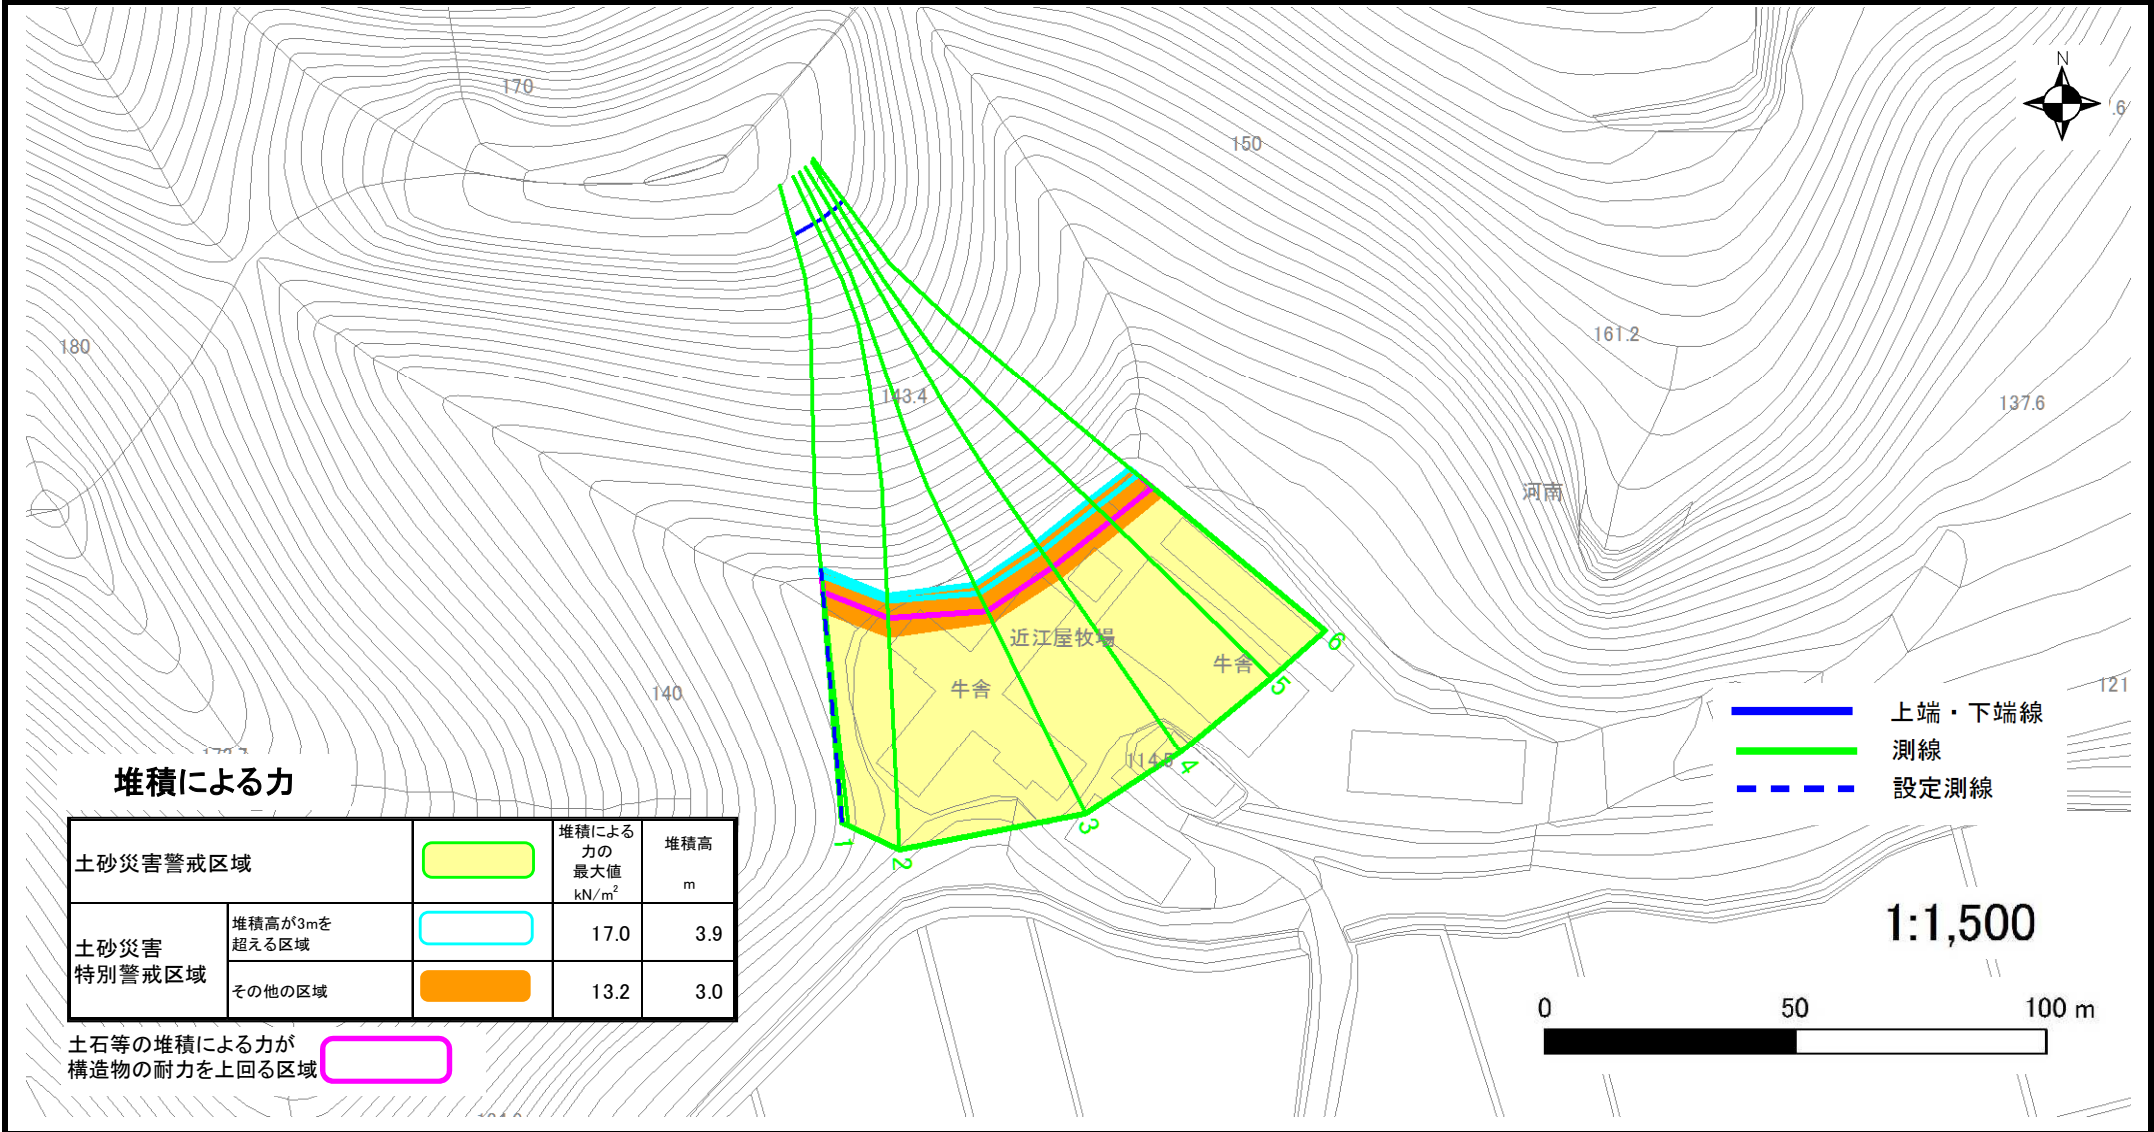 N
170
150
.6
180
161.2
143.4
137.6
河南
近江屋牧場
牛舎
牛舎
140
121
114.5
1
2
3
4
5
6
上端・下端線
測線
設定測線
堆積による力
土砂災害警戒区域
堆積による
力の
最大値
kN/m²
堆積高
m
土砂災害
特別警戒区域
堆積高が3mを
超える区域
17.0
3.9
その他の区域
13.2
3.0
土石等の堆積による力が
構造物の耐力を上回る区域
1:1,500
0
50
100 m